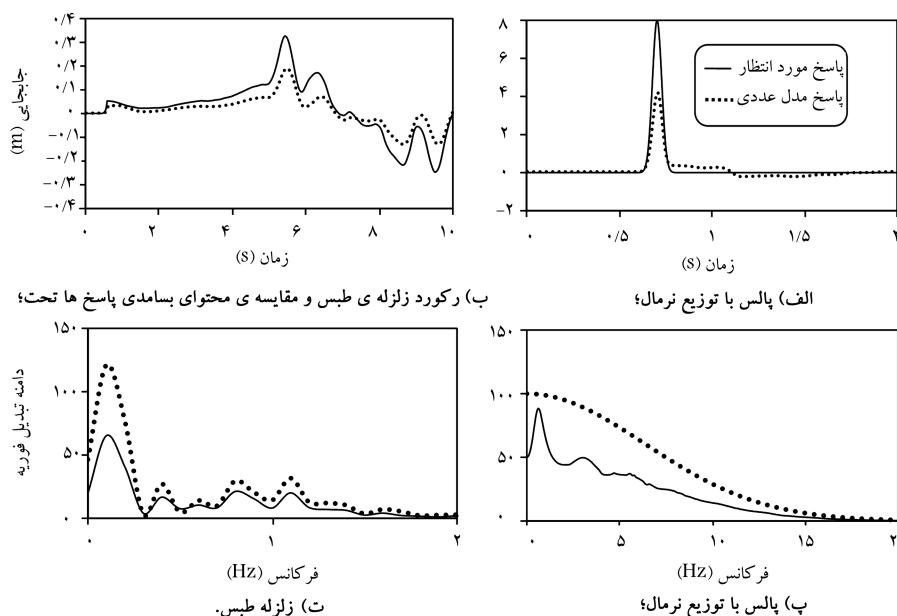 ۸
۶
۴
۲
۰
−۲
پاسخ مورد انتظار
پاسخ مدل عددی
۰ ۰/۵ ۱ ۱/۵ ۲
زمان (s)
الف) پالس با توزیع نرمال؛
جابجایی (m)
۰/۴
۰/۳
۰/۲
۰/۱
۰
−۰/۱
−۰/۲
−۰/۳
−۰/۴
۰ ۲ ۴ ۶ ۸ ۱۰
زمان (s)
ب) رکورد زلزله ی طبس و مقایسه ی محتوای بسامدی پاسخ ها تحت؛
۱۵۰
۱۰۰
۵۰
۰
۰ ۵ ۱۰ ۱۵ ۲۰
فرکانس (Hz)
پ) پالس با توزیع نرمال؛
دامنه تبدیل فوریه
۱۵۰
۱۰۰
۵۰
۰
۰ ۱ ۲
فرکانس (Hz)
ت) زلزله طبس.